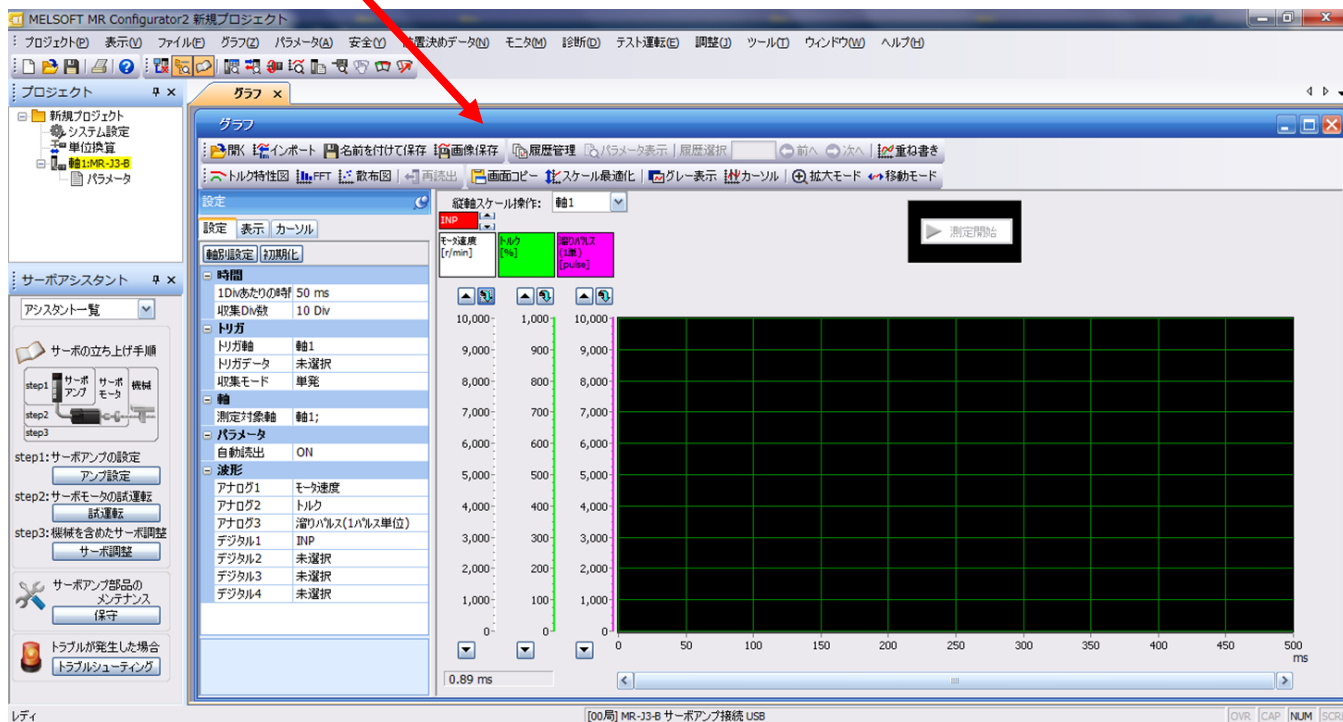 MELSOFT MR Configurator2 新規プロジェクト
プロジェクト(P) 表示(V) ファイル(F) グラフ(Z) パラメータ(A) 安全(Y) 位置決めデータ(N) モニタ(M) 診断(D) テスト運転(E) 調整(J) ツール(T) ウィンドウ(W) ヘルプ(H)
プロジェクト
新規プロジェクト
システム設定
単位換算
軸1:MR-J3-B
パラメータ
サーボアシスタント
アシスタント一覧
サーボの立ち上げ手順
step1
サーボ
アンプ
サーボ
モータ
機械
step2
step3
step1:サーボアンプの設定
アンプ設定
step2:サーボモータの試運転
試運転
step3:機械を含めたサーボ調整
サーボ調整
サーボアンプ部品の
メンテナンス
保守
トラブルが発生した場合
トラブルシューティング
グラフ
グラフ
開く インポート 名前を付けて保存 画像保存 履歴管理 パラメータ表示 履歴選択 前へ 次へ 重ね書き
トルク特性図 FFT 散布図 再読出 画面コピー スケール最適化 グレー表示 カーソル 拡大モード 移動モード
設定
設定 表示 カーソル
軸別設定 初期化
時間
1Divあたりの時 50 ms
収集Div数 10 Div
トリガ
トリガ軸 軸1
トリガデータ 未選択
収集モード 単発
軸
測定対象軸 軸1;
パラメータ
自動読出 ON
波形
アナログ1 モータ速度
アナログ2 トルク
アナログ3 溜りパルス(1パルス単位)
デジタル1 INP
デジタル2 未選択
デジタル3 未選択
デジタル4 未選択
縦軸スケール操作: 軸1
INP
モータ速度
[r/min]
トルク
[%]
溜りパルス
(1単)
[pulse]
測定開始
10,000 1,000 10,000
9,000 900 9,000
8,000 800 8,000
7,000 700 7,000
6,000 600 6,000
5,000 500 5,000
4,000 400 4,000
3,000 300 3,000
2,000 200 2,000
1,000 100 1,000
0 0 0
0 50 100 150 200 250 300 350 400 450 500
ms
0.89 ms
レディ
[00局] MR-J3-B サーボアンプ接続 USB
OVR CAP NUM SCR